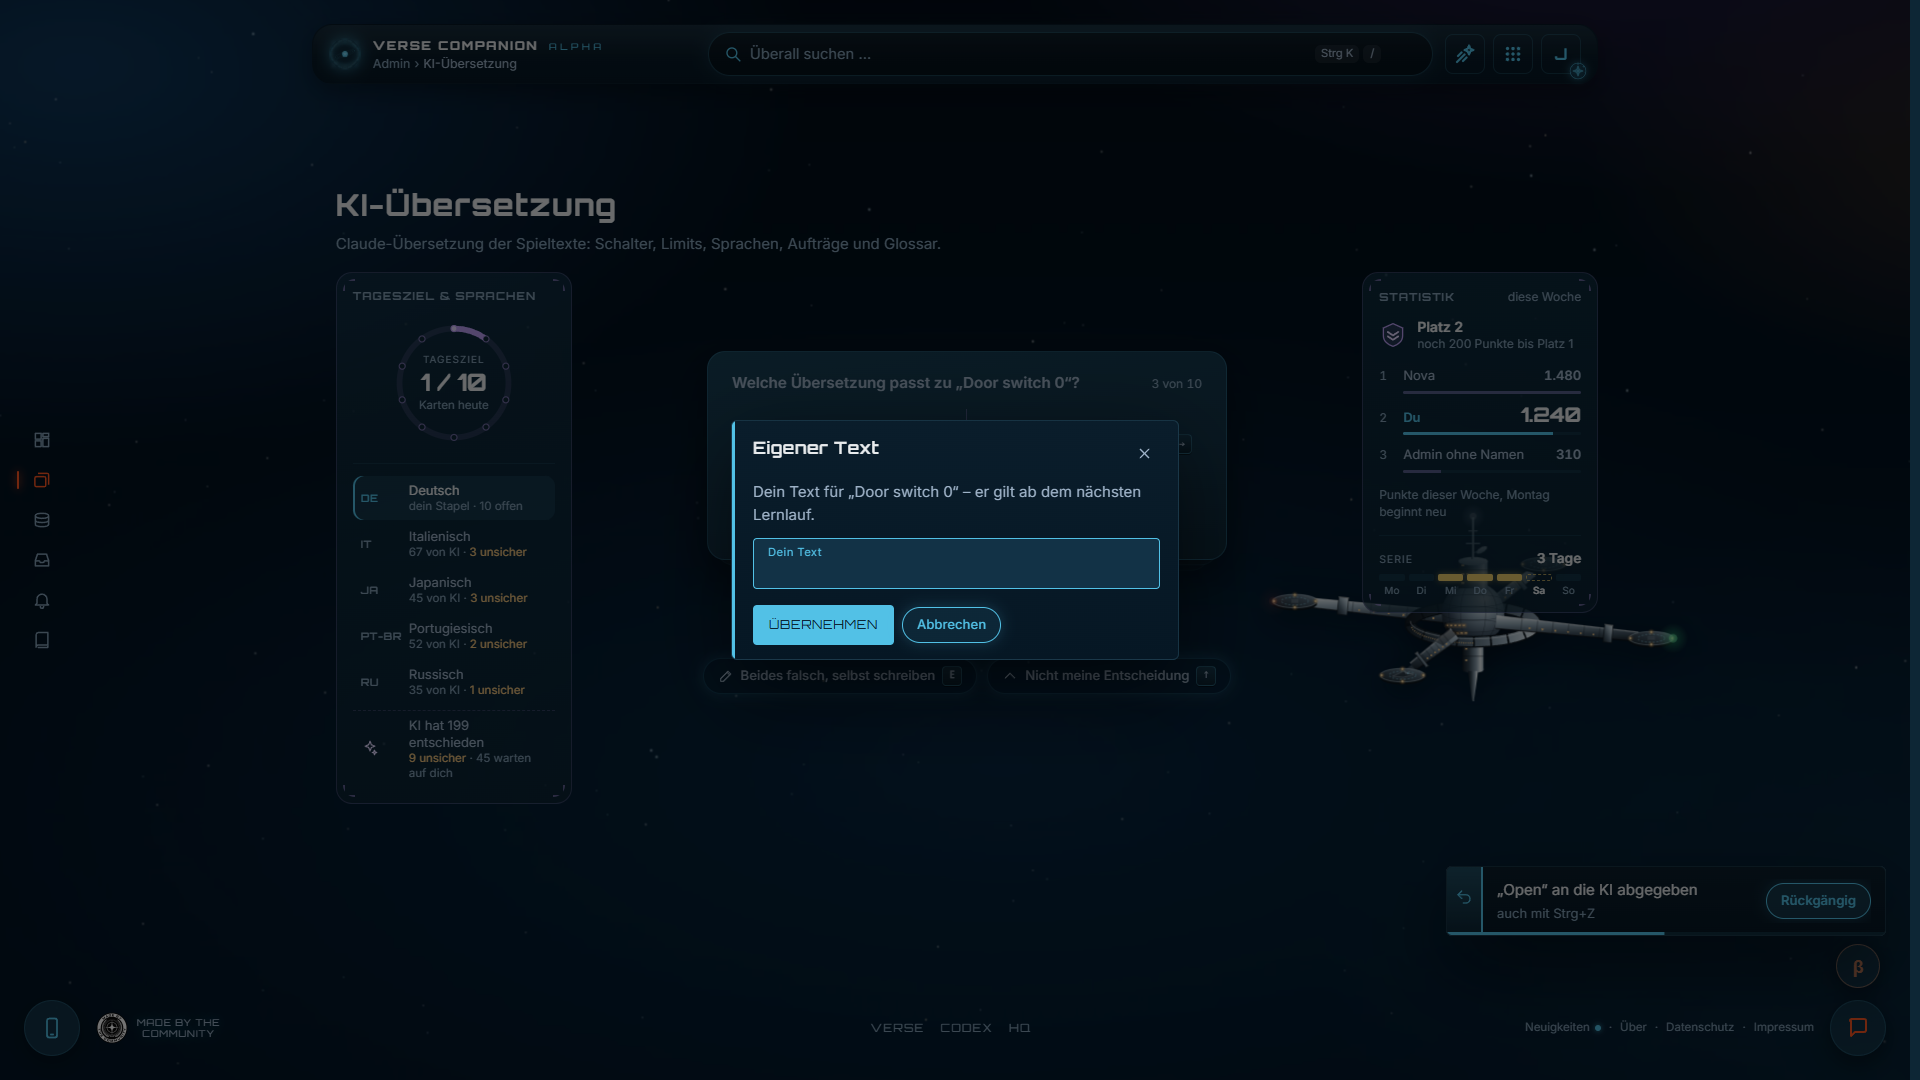 VERSE COMPANION ALPHA
Admin › KI-Übersetzung
Überall suchen ...
Strg K
/
J
KI-Übersetzung
Claude-Übersetzung der Spieltexte: Schalter, Limits, Sprachen, Aufträge und Glossar.
TAGESZIEL & SPRACHEN
TAGESZIEL
1 / 10
Karten heute
DE
Deutsch
dein Stapel · 10 offen
IT
Italienisch
67 von KI · 3 unsicher
JA
Japanisch
45 von KI · 3 unsicher
PT-BR
Portugiesisch
52 von KI · 2 unsicher
RU
Russisch
35 von KI · 1 unsicher
KI hat 199
entschieden
9 unsicher · 45 warten
auf dich
Welche Übersetzung passt zu „Door switch 0“?
3 von 10
Eigener Text
Dein Text für „Door switch 0“ – er gilt ab dem nächsten
Lernlauf.
Dein Text
ÜBERNEHMEN
Abbrechen
Beides falsch, selbst schreiben E
Nicht meine Entscheidung ↑
STATISTIK
diese Woche
Platz 2
noch 200 Punkte bis Platz 1
1 Nova 1.480
2 Du 1.240
3 Admin ohne Namen 310
Punkte dieser Woche, Montag
beginnt neu
SERIE
3 Tage
Mo Di Mi Do Fr Sa So
„Open“ an die KI abgegeben
auch mit Strg+Z
Rückgängig
β
MADE BY THE
COMMUNITY
VERSE CODEX HQ
Neuigkeiten · Über · Datenschutz · Impressum